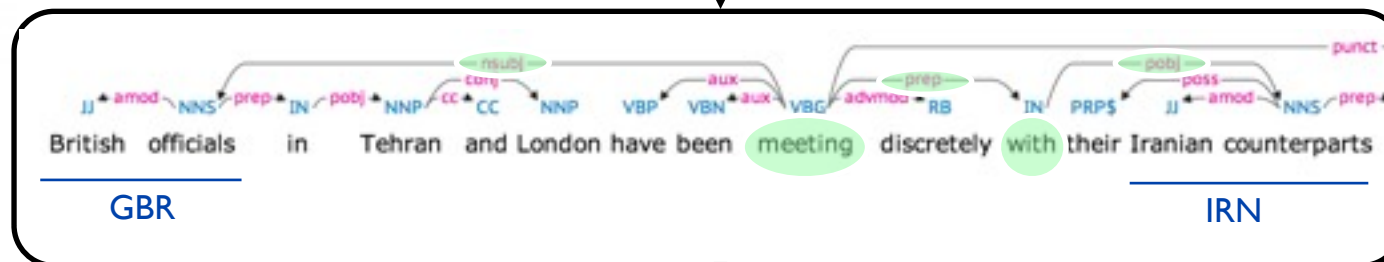 punct
nsubj pobj
conj aux prep poss
JJ amod NNS prep IN pobj NNP cc CC NNP VBP VBN aux VBG advmod RB IN PRP$ JJ amod NNS prep
British officials in Tehran and London have been meeting discretely with their Iranian counterparts
GBR IRN